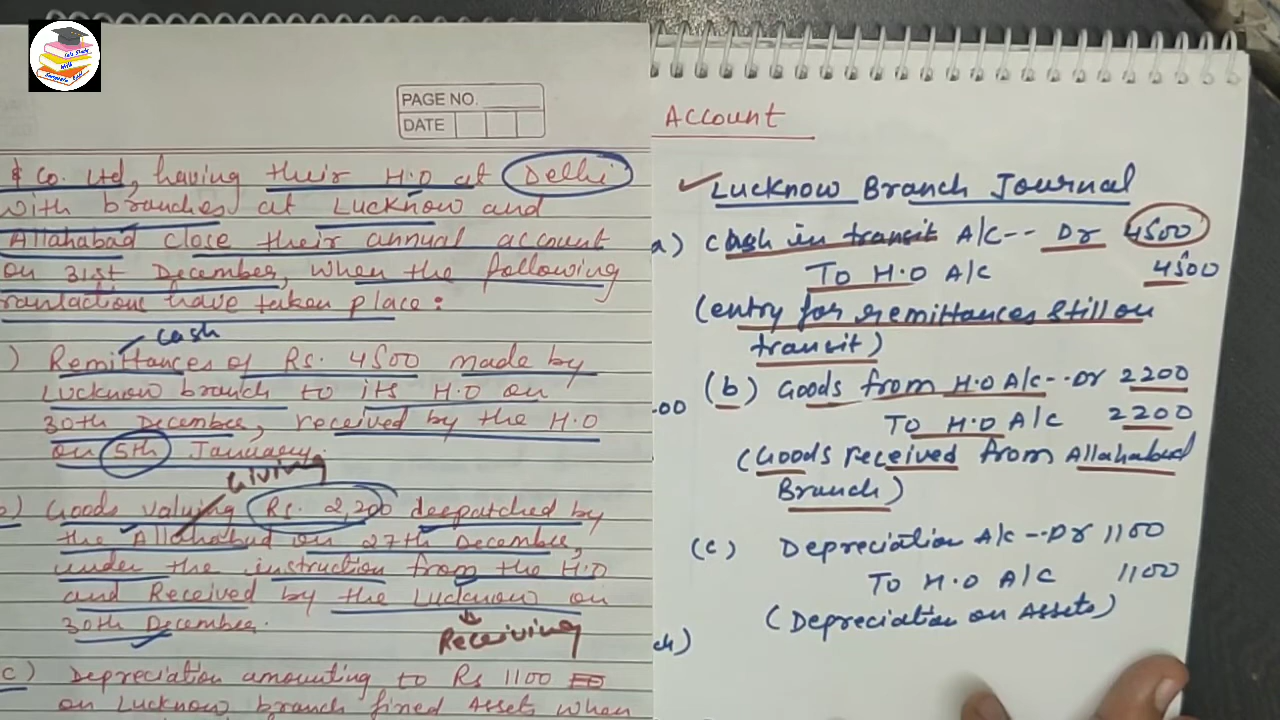 Lets Study
With
PAGE NO.
DATE
& Co. Ltd, having their H.O at Delhi
with branches at Lucknow and
Allahabad close their annual account
on 31st December, when the following
ransactions have taken place:
cash
) Remittances of Rs. 4500 made by
Lucknow branch to its H.O on
30th December, received by the H.O
on 5th January.
Giving
b) Goods valuing Rs. 2,200 despatched by
the Allahabad on 27th December,
under the instruction from the H.O
and Received by the Lucknow on
30th December.
Receiving
c) Depreciation amounting to Rs 1100
on Lucknow branch fixed Assets when
Account
Lucknow Branch Journal
a) Cash in transit A/c-- Dr 4500
To H.O A/c 4500
(entry for remittances still on
transit)
(b) Goods from H.O A/c--Dr 2200
.00
To H.O A/c 2200
(Goods received from Allahabad
Branch)
(c) Depreciation A/c --Dr 1100
To H.O A/c 1100
(Depreciation on Assets)
ch)